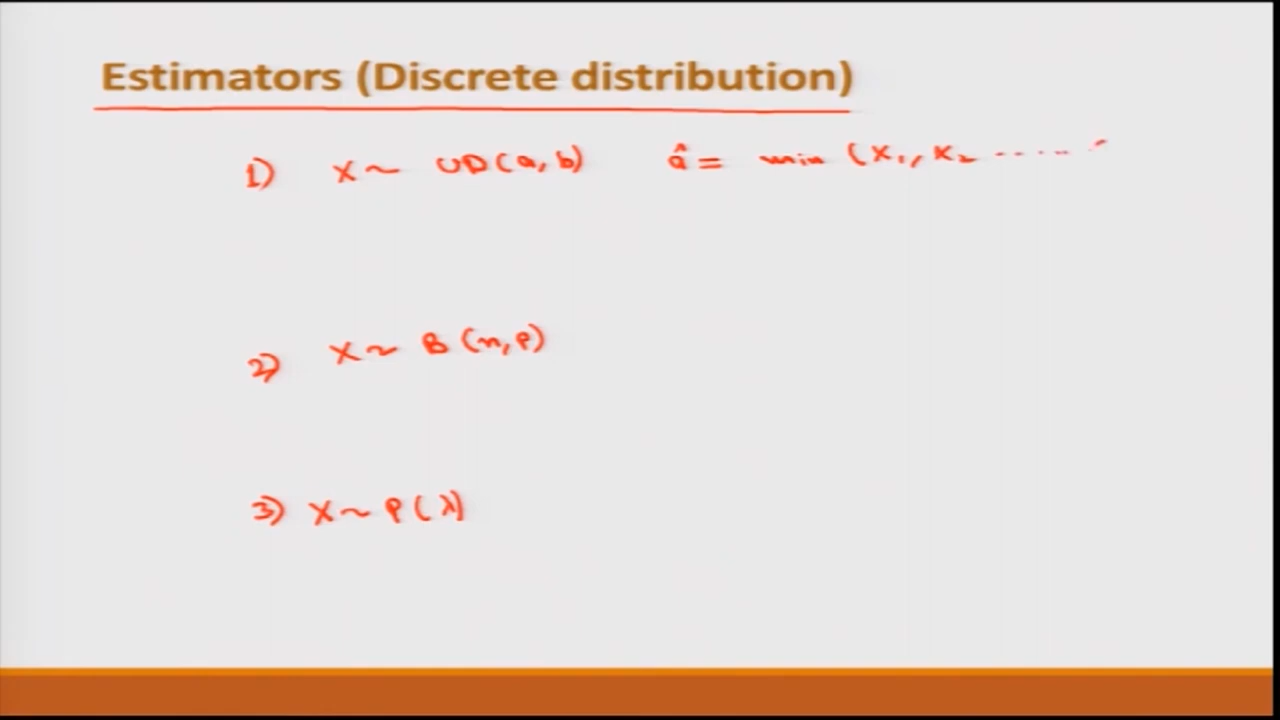 Estimators (Discrete distribution)
1) X ~ UD(a, b) â = min (X₁, X₂ ......
2) X ~ B (n, p)
3) X ~ P(λ)